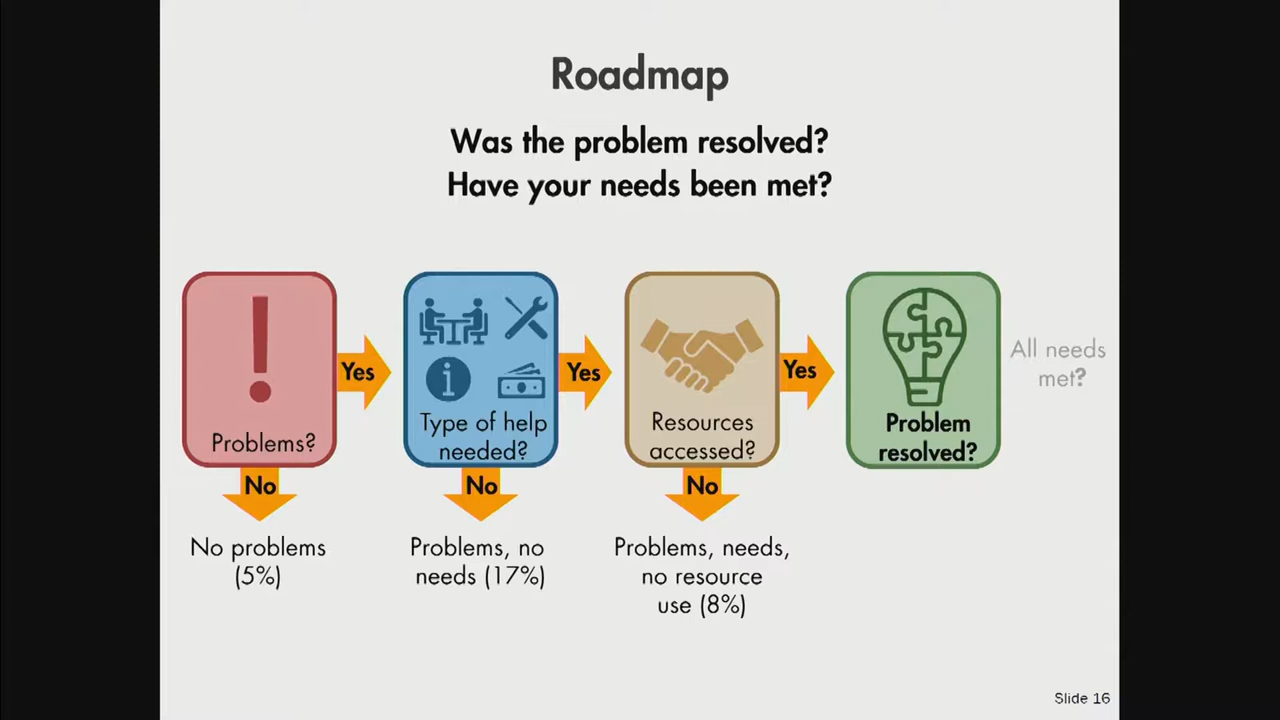 Roadmap
Was the problem resolved?
Have your needs been met?
Problems?
Yes
Type of help
needed?
Yes
Resources
accessed?
Yes
Problem
resolved?
All needs
met?
No
No
No
No problems
(5%)
Problems, no
needs (17%)
Problems, needs,
no resource
use (8%)
Slide 16